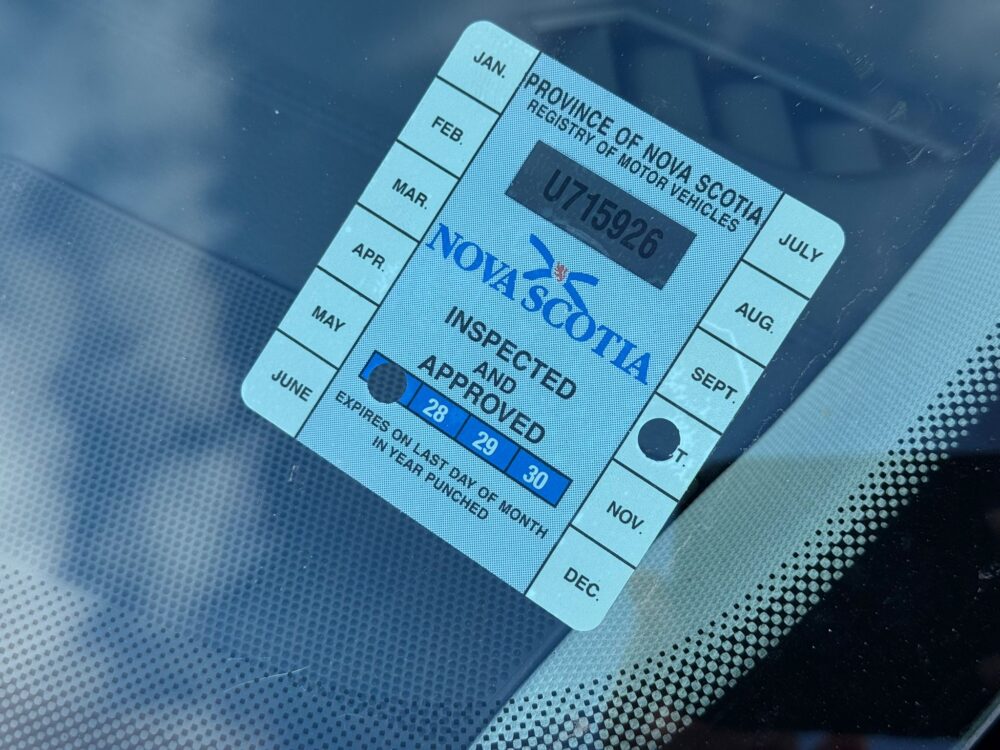 JAN.
FEB.
MAR.
APR.
MAY
JUNE
PROVINCE OF NOVA SCOTIA
REGISTRY OF MOTOR VEHICLES
U715926
NOVA SCOTIA
INSPECTED
AND
APPROVED
28 29 30
EXPIRES ON LAST DAY OF MONTH
IN YEAR PUNCHED
JULY
AUG.
SEPT.
T.
NOV.
DEC.